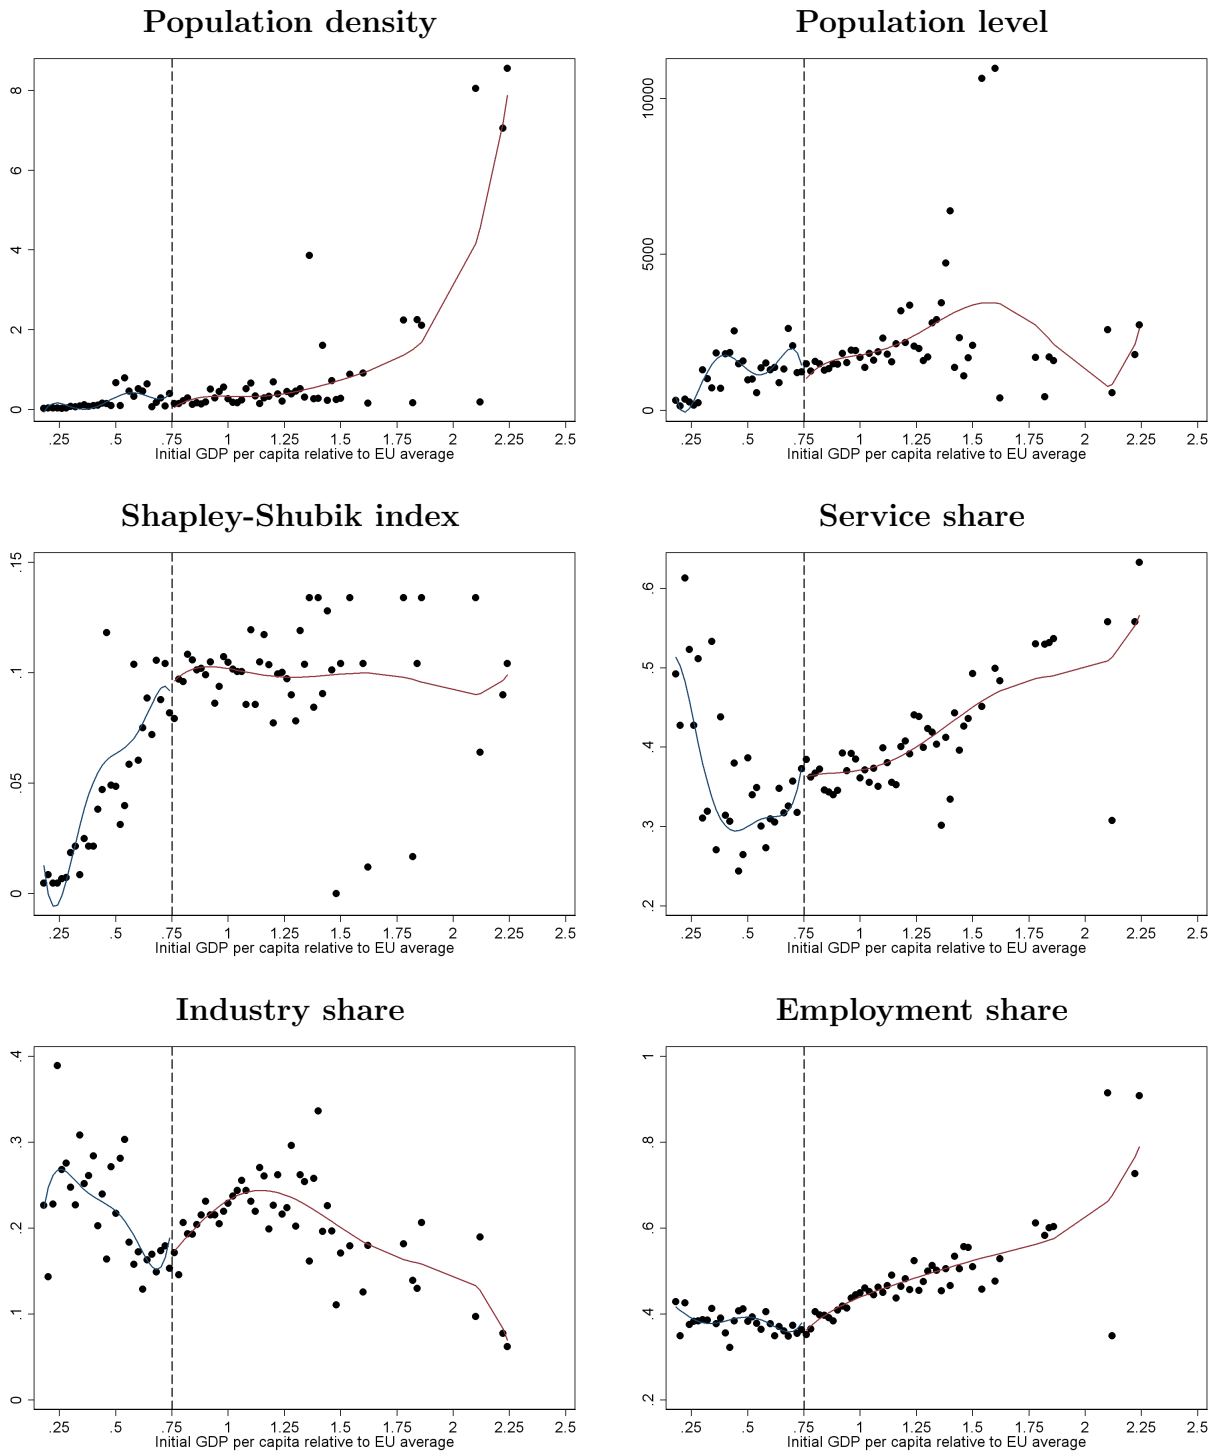 Population density
8
6
4
2
0
.25 .5 .75 1 1.25 1.5 1.75 2 2.25 2.5
Initial GDP per capita relative to EU average
Population level
10000
5000
0
.25 .5 .75 1 1.25 1.5 1.75 2 2.25 2.5
Initial GDP per capita relative to EU average
Shapley-Shubik index
.15
.1
.05
0
.25 .5 .75 1 1.25 1.5 1.75 2 2.25 2.5
Initial GDP per capita relative to EU average
Service share
.6
.5
.4
.3
.2
.25 .5 .75 1 1.25 1.5 1.75 2 2.25 2.5
Initial GDP per capita relative to EU average
Industry share
.4
.3
.2
.1
0
.25 .5 .75 1 1.25 1.5 1.75 2 2.25 2.5
Initial GDP per capita relative to EU average
Employment share
1
.8
.6
.4
.2
.25 .5 .75 1 1.25 1.5 1.75 2 2.25 2.5
Initial GDP per capita relative to EU average